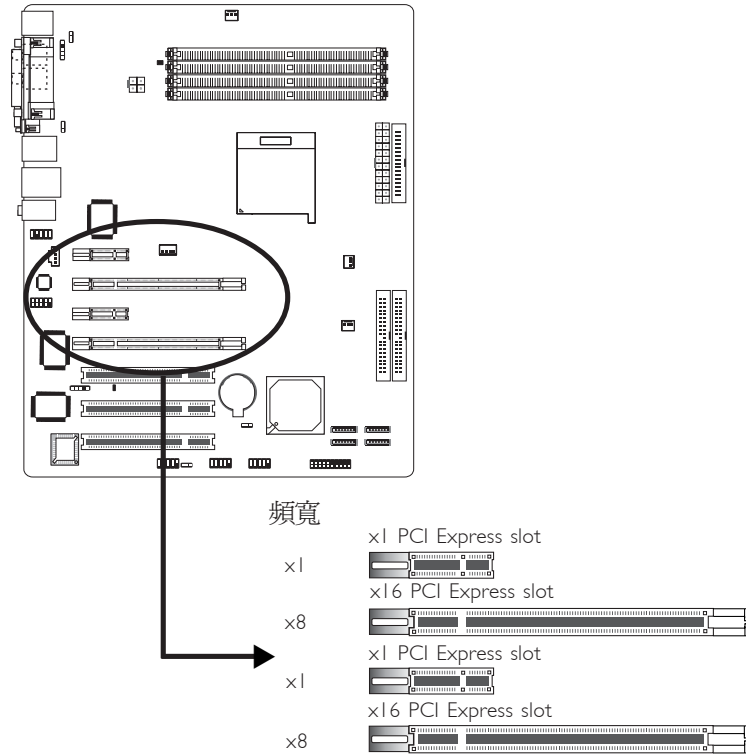 頻寬
x1 PCI Express slot
x1
x16 PCI Express slot
x8
x1 PCI Express slot
x1
x16 PCI Express slot
x8